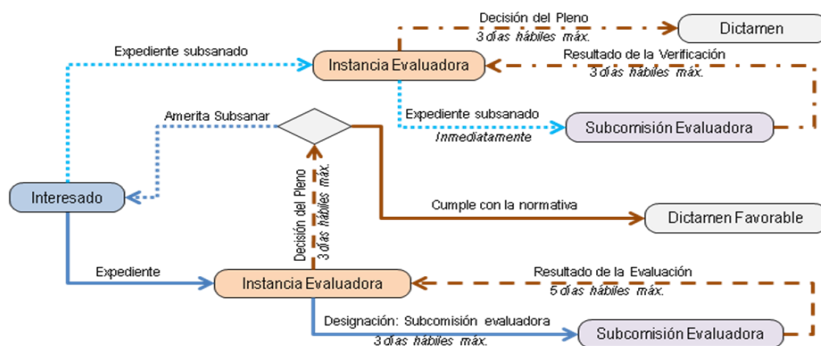 Decisión del Pleno
3 días hábiles máx.
Dictamen
Expediente subsanado
Instancia Evaluadora
Resultado de la Verificación
3 días hábiles máx.
Amerita Subsanar
Expediente subsanado
Inmediatamente
Subcomisión Evaluadora
Interesado
Decisión del Pleno
3 días hábiles máx.
Cumple con la normativa
Dictamen Favorable
Expediente
Instancia Evaluadora
Resultado de la Evaluación
5 días hábiles máx.
Designación: Subcomisión evaluadora
3 días hábiles máx.
Subcomisión Evaluadora